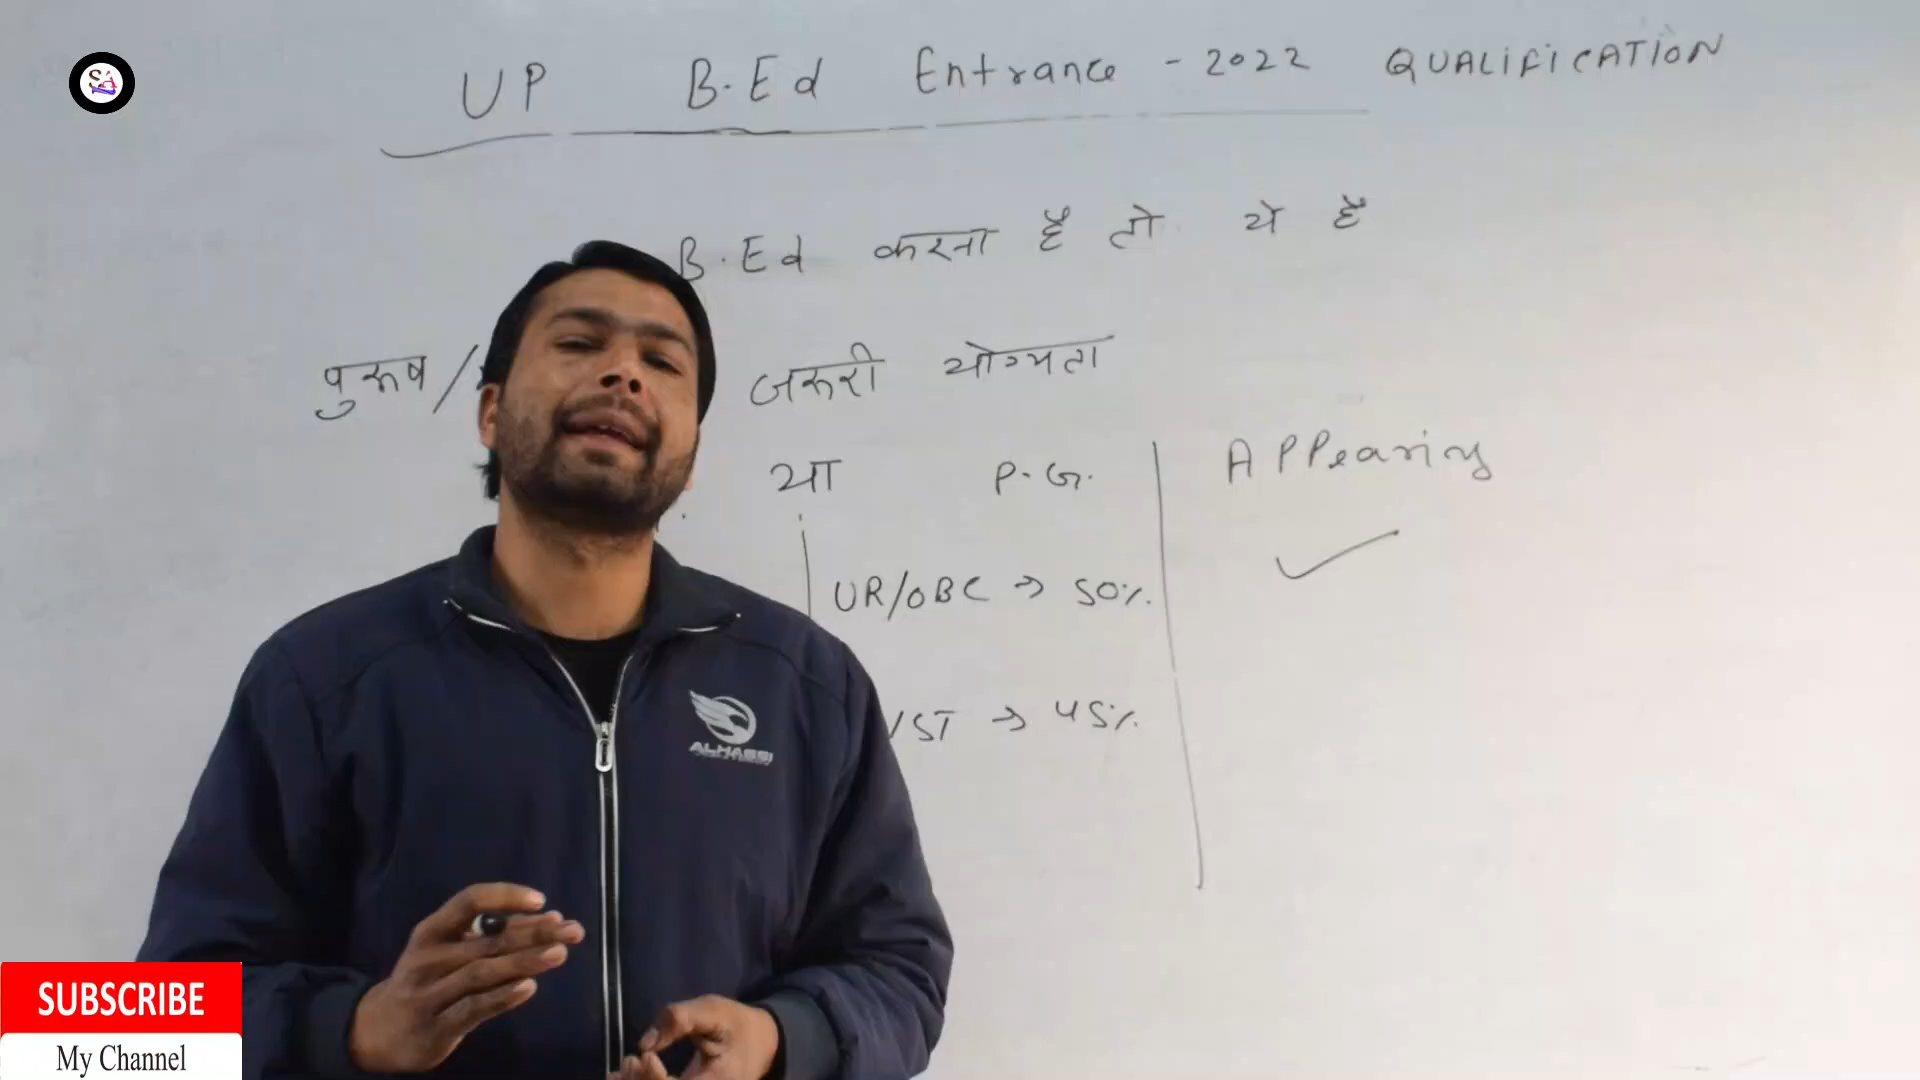 UP B.Ed Entrance - 2022 QUALIFICATION
B.Ed करना है तो ये है
पुरूष/ जरूरी योग्यता
या P.G. APPearing
UR/OBC → 50%
/ST → 45%
ALHASSI
SUBSCRIBE
My Channel